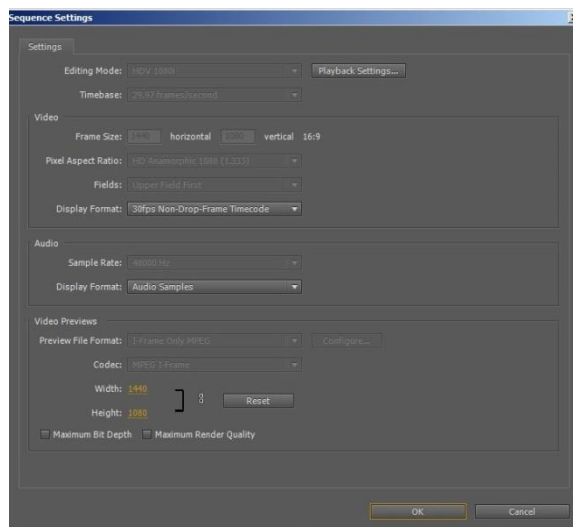 Sequence Settings
Settings
Editing Mode: HDV 1080i Playback Settings...
Timebase: 29.97 frames/second
Video
Frame Size: 1440 horizontal 1080 vertical 16:9
Pixel Aspect Ratio: HD Anamorphic 1080 (1.333)
Fields: Upper Field First
Display Format: 30fps Non-Drop-Frame Timecode
Audio
Sample Rate: 48000 Hz
Display Format: Audio Samples
Video Previews
Preview File Format: I-Frame Only MPEG Configure...
Codec: MPEG I-Frame
Width: 1440
Reset
Height: 1080
Maximum Bit Depth Maximum Render Quality
OK Cancel